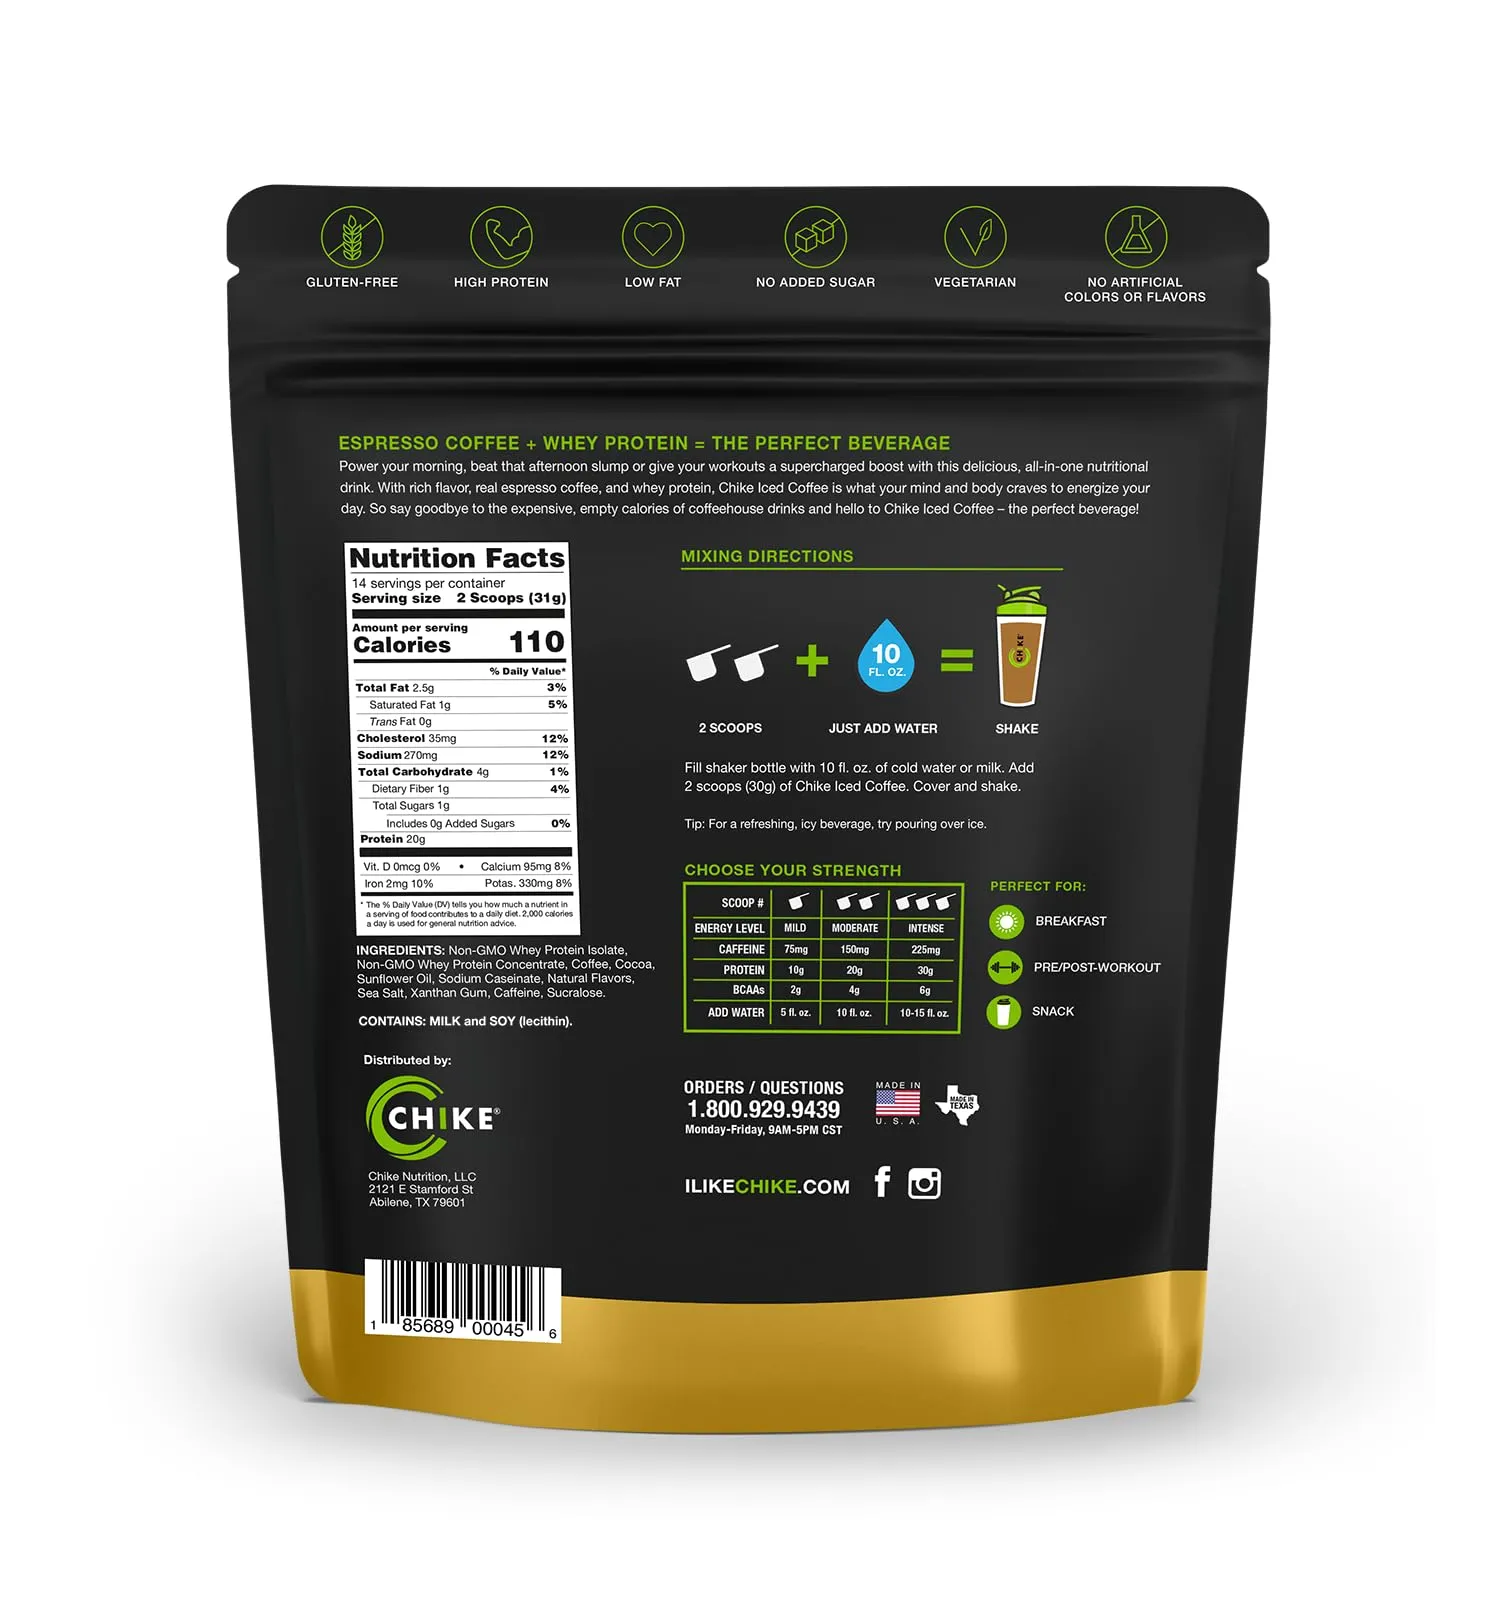 GLUTEN-FREE
HIGH PROTEIN
LOW FAT
NO ADDED SUGAR
VEGETARIAN
NO ARTIFICIAL
COLORS OR FLAVORS
ESPRESSO COFFEE + WHEY PROTEIN = THE PERFECT BEVERAGE
Power your morning, beat that afternoon slump or give your workouts a supercharged boost with this delicious, all-in-one nutritional
drink. With rich flavor, real espresso coffee, and whey protein, Chike Iced Coffee is what your mind and body craves to energize your
day. So say goodbye to the expensive, empty calories of coffeehouse drinks and hello to Chike Iced Coffee – the perfect beverage!
Nutrition Facts
14 servings per container
Serving size 2 Scoops (31g)
Amount per serving
Calories 110
% Daily Value*
Total Fat 2.5g 3%
Saturated Fat 1g 5%
Trans Fat 0g
Cholesterol 35mg 12%
Sodium 270mg 12%
Total Carbohydrate 4g 1%
Dietary Fiber 1g 4%
Total Sugars 1g
Includes 0g Added Sugars 0%
Protein 20g
Vit. D 0mcg 0% • Calcium 95mg 8%
Iron 2mg 10% Potas. 330mg 8%
* The % Daily Value (DV) tells you how much a nutrient in
a serving of food contributes to a daily diet. 2,000 calories
a day is used for general nutrition advice.
INGREDIENTS: Non-GMO Whey Protein Isolate,
Non-GMO Whey Protein Concentrate, Coffee, Cocoa,
Sunflower Oil, Sodium Caseinate, Natural Flavors,
Sea Salt, Xanthan Gum, Caffeine, Sucralose.
CONTAINS: MILK and SOY (lecithin).
Distributed by:
CHIKE®
Chike Nutrition, LLC
2121 E Stamford St
Abilene, TX 79601
1 85689 00045 6
MIXING DIRECTIONS
+
10
FL. OZ.
=
CHIKE
2 SCOOPS
JUST ADD WATER
SHAKE
Fill shaker bottle with 10 fl. oz. of cold water or milk. Add
2 scoops (30g) of Chike Iced Coffee. Cover and shake.
Tip: For a refreshing, icy beverage, try pouring over ice.
CHOOSE YOUR STRENGTH
SCOOP #
ENERGY LEVEL MILD MODERATE INTENSE
CAFFEINE 75mg 150mg 225mg
PROTEIN 10g 20g 30g
BCAAs 2g 4g 6g
ADD WATER 5 fl. oz. 10 fl. oz. 10-15 fl. oz.
PERFECT FOR:
BREAKFAST
PRE/POST-WORKOUT
SNACK
ORDERS / QUESTIONS
1.800.929.9439
Monday-Friday, 9AM-5PM CST
MADE IN
U. S. A.
MADE IN
TEXAS
ILIKECHIKE.COM
f